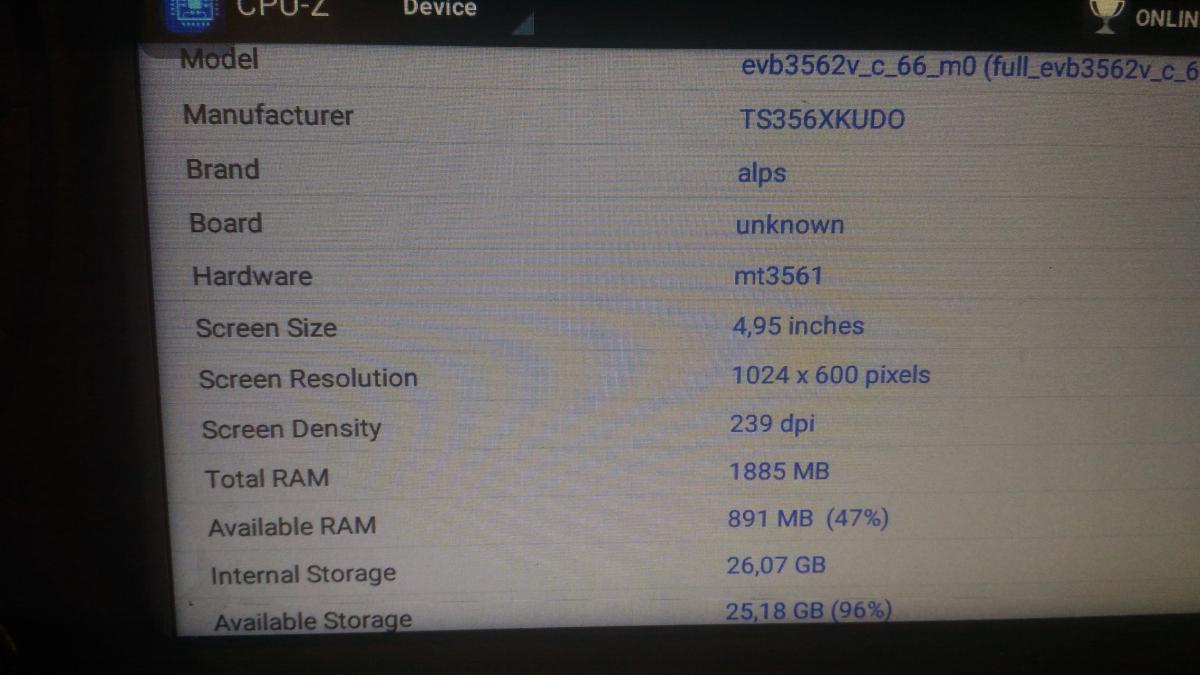 CPU-Z Device ONLIN
Model evb3562v_c_66_m0 (full_evb3562v_c_6
Manufacturer TS356XKUDO
Brand alps
Board unknown
Hardware mt3561
Screen Size 4,95 inches
Screen Resolution 1024 x 600 pixels
Screen Density 239 dpi
Total RAM 1885 MB
Available RAM 891 MB (47%)
Internal Storage 26,07 GB
Available Storage 25,18 GB (96%)